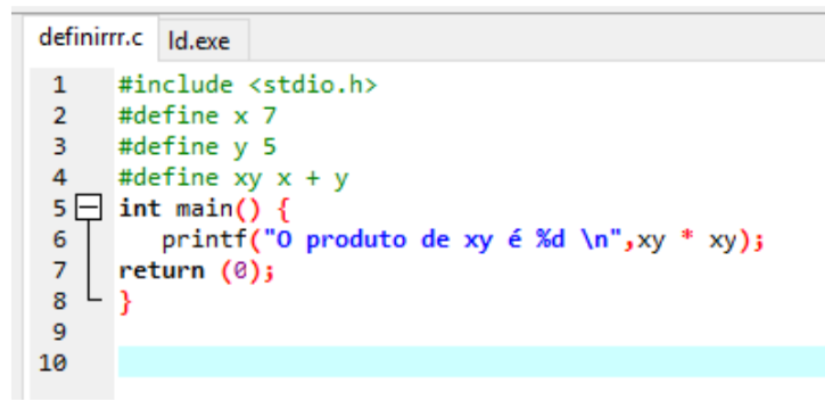 definirrr.c ld.exe
1 #include <stdio.h>
2 #define x 7
3 #define y 5
4 #define xy x + y
5 int main() {
6 printf("O produto de xy é %d \n",xy * xy);
7 return (0);
8 }
9
10